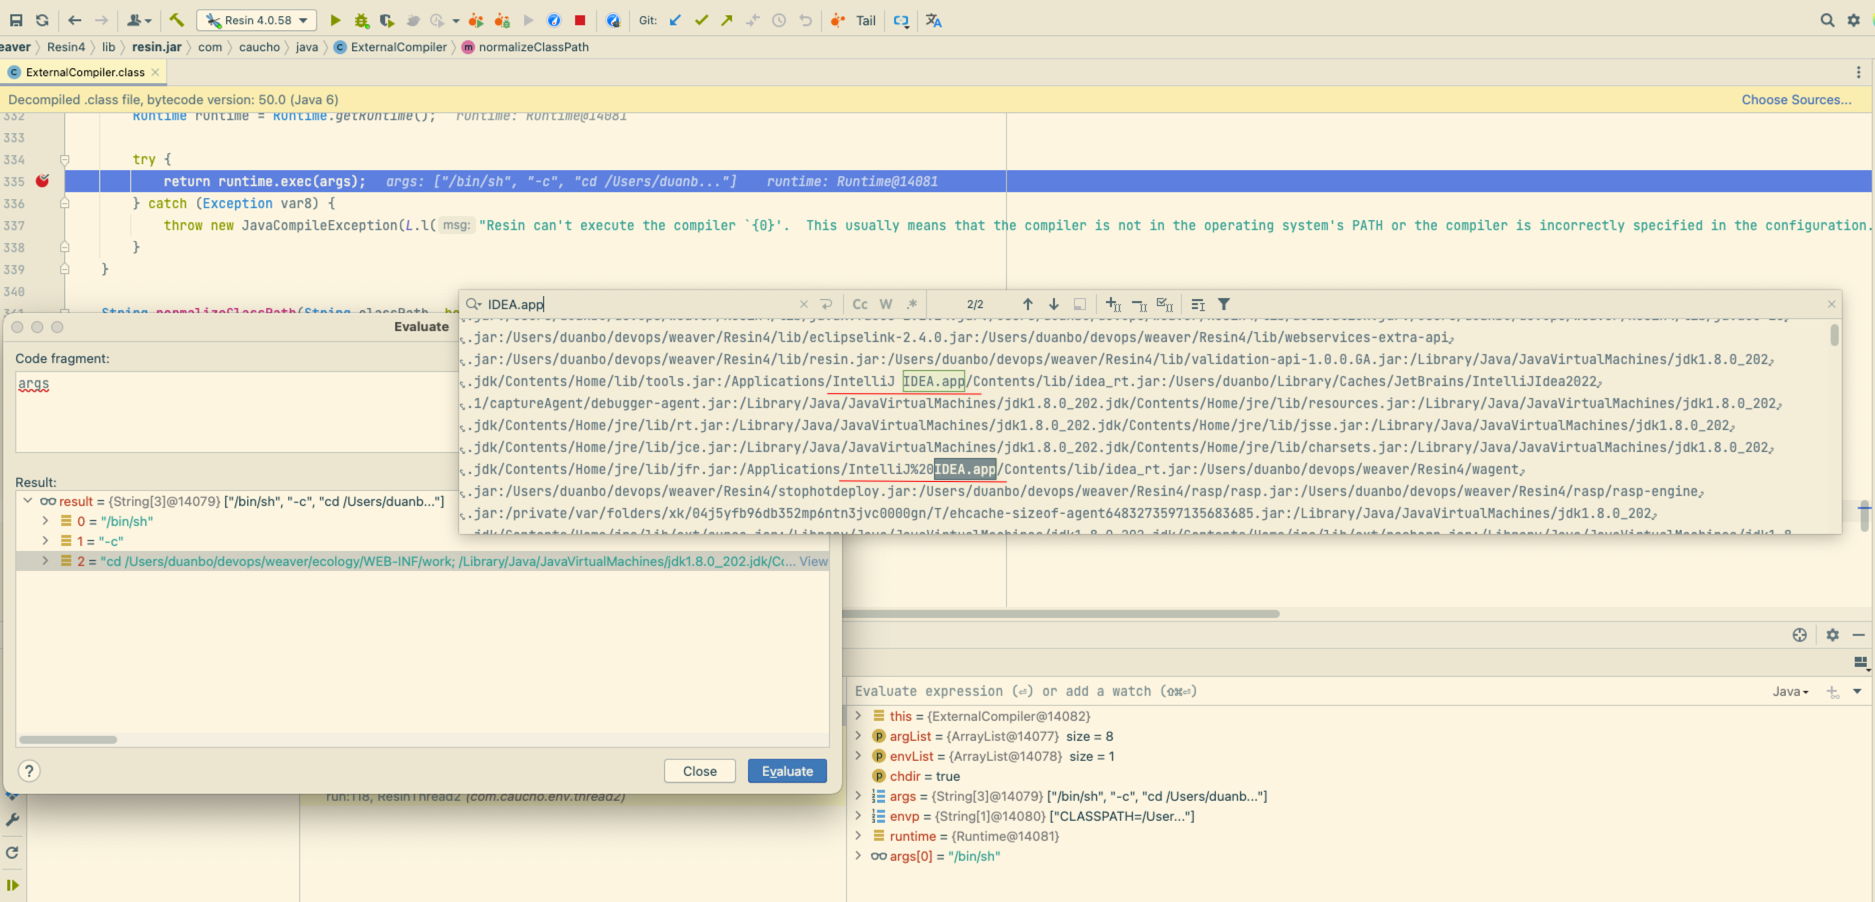 Resin 4.0.58
Git:
Tail
eaver
Resin4
lib
resin.jar
com
caucho
java
ExternalCompiler
normalizeClassPath
ExternalCompiler.class
Decompiled .class file, bytecode version: 50.0 (Java 6)
Choose Sources...
332 Runtime runtime = Runtime.getRuntime(); runtime: Runtime@14081
333
334 try {
335 return runtime.exec(args); args: ["/bin/sh", "-c", "cd /Users/duanb..."] runtime: Runtime@14081
336 } catch (Exception var8) {
337 throw new JavaCompileException(L.l( msg: "Resin can't execute the compiler `{0}'. This usually means that the compiler is not in the operating system's PATH or the compiler is incorrectly specified in the configuration.
338 }
339 }
340
IDEA.app
Cc
W
.*
2/2
.jar:/Users/duanbo/devops/weaver/Resin4/lib/eclipselink-2.4.0.jar:/Users/duanbo/devops/weaver/Resin4/lib/webservices-extra-api
.jar:/Users/duanbo/devops/weaver/Resin4/lib/resin.jar:/Users/duanbo/devops/weaver/Resin4/lib/validation-api-1.0.0.GA.jar:/Library/Java/JavaVirtualMachines/jdk1.8.0_202
.jdk/Contents/Home/lib/tools.jar:/Applications/IntelliJ IDEA.app/Contents/lib/idea_rt.jar:/Users/duanbo/Library/Caches/JetBrains/IntelliJIdea2022
.1/captureAgent/debugger-agent.jar:/Library/Java/JavaVirtualMachines/jdk1.8.0_202.jdk/Contents/Home/jre/lib/resources.jar:/Library/Java/JavaVirtualMachines/jdk1.8.0_202
.jdk/Contents/Home/jre/lib/rt.jar:/Library/Java/JavaVirtualMachines/jdk1.8.0_202.jdk/Contents/Home/jre/lib/jsse.jar:/Library/Java/JavaVirtualMachines/jdk1.8.0_202
.jdk/Contents/Home/jre/lib/jce.jar:/Library/Java/JavaVirtualMachines/jdk1.8.0_202.jdk/Contents/Home/jre/lib/charsets.jar:/Library/Java/JavaVirtualMachines/jdk1.8.0_202
.jdk/Contents/Home/jre/lib/jfr.jar:/Applications/IntelliJ%20IDEA.app/Contents/lib/idea_rt.jar:/Users/duanbo/devops/weaver/Resin4/wagent
.jar:/Users/duanbo/devops/weaver/Resin4/stophotdeploy.jar:/Users/duanbo/devops/weaver/Resin4/rasp/rasp.jar:/Users/duanbo/devops/weaver/Resin4/rasp/rasp-engine
.jar:/private/var/folders/xk/04j5yfb96db352mp6ntn3jvc0000gn/T/ehcache-sizeof-agent6483273597135683685.jar:/Library/Java/JavaVirtualMachines/jdk1.8.0_202
Evaluate
Code fragment:
args
Result:
result = {String[3]@14079} ["/bin/sh", "-c", "cd /Users/duanb..."]
0 = "/bin/sh"
1 = "-c"
2 = "cd /Users/duanbo/devops/weaver/ecology/WEB-INF/work; /Library/Java/JavaVirtualMachines/jdk1.8.0_202.jdk/Cc... View
?
Close
Evaluate
run:118, ResinThread2 (com.caucho.env.thread2)
Evaluate expression (⏎) or add a watch (⇧⌘⏎)
Java
this = {ExternalCompiler@14082}
argList = {ArrayList@14077} size = 8
envList = {ArrayList@14078} size = 1
chdir = true
args = {String[3]@14079} ["/bin/sh", "-c", "cd /Users/duanb..."]
envp = {String[1]@14080} ["CLASSPATH=/User..."]
runtime = {Runtime@14081}
args[0] = "/bin/sh"